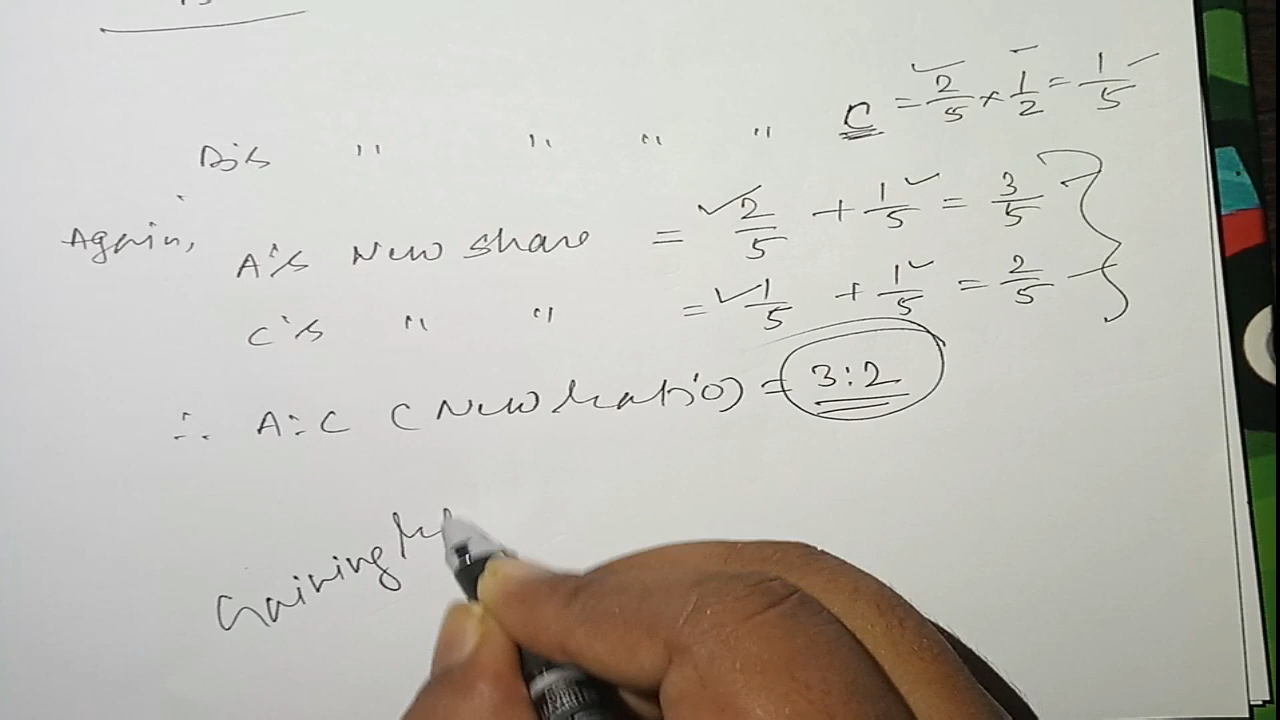 B's " " " " C = 2/5 × 1/2 = 1/5
Again, A's New share = 2/5 + 1/5 = 3/5
C's " " = 1/5 + 1/5 = 2/5
∴ A:C (New Ratio) = 3:2
Gaining